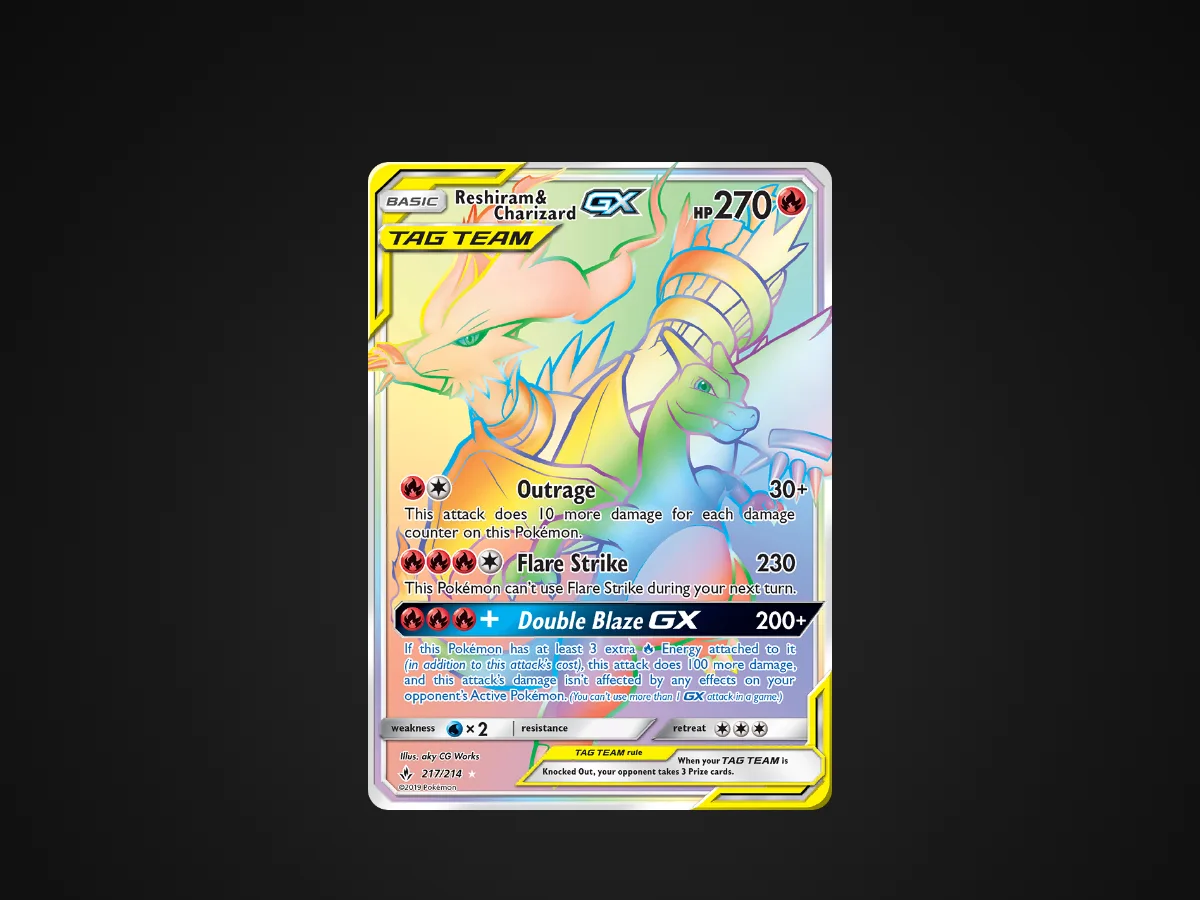 BASIC
Reshiram&
Charizard GX
HP 270
TAG TEAM
Outrage 30+
This attack does 10 more damage for each damage
counter on this Pokémon.
Flare Strike 230
This Pokémon can't use Flare Strike during your next turn.
+ Double Blaze GX 200+
If this Pokémon has at least 3 extra Energy attached to it
(in addition to this attack's cost), this attack does 100 more damage,
and this attack's damage isn't affected by any effects on your
opponent's Active Pokémon. (You can't use more than 1 GX attack in a game.)
weakness ×2 resistance retreat
Illus. aky CG Works
217/214
©2019 Pokémon
TAG TEAM rule
When your TAG TEAM is
Knocked Out, your opponent takes 3 Prize cards.